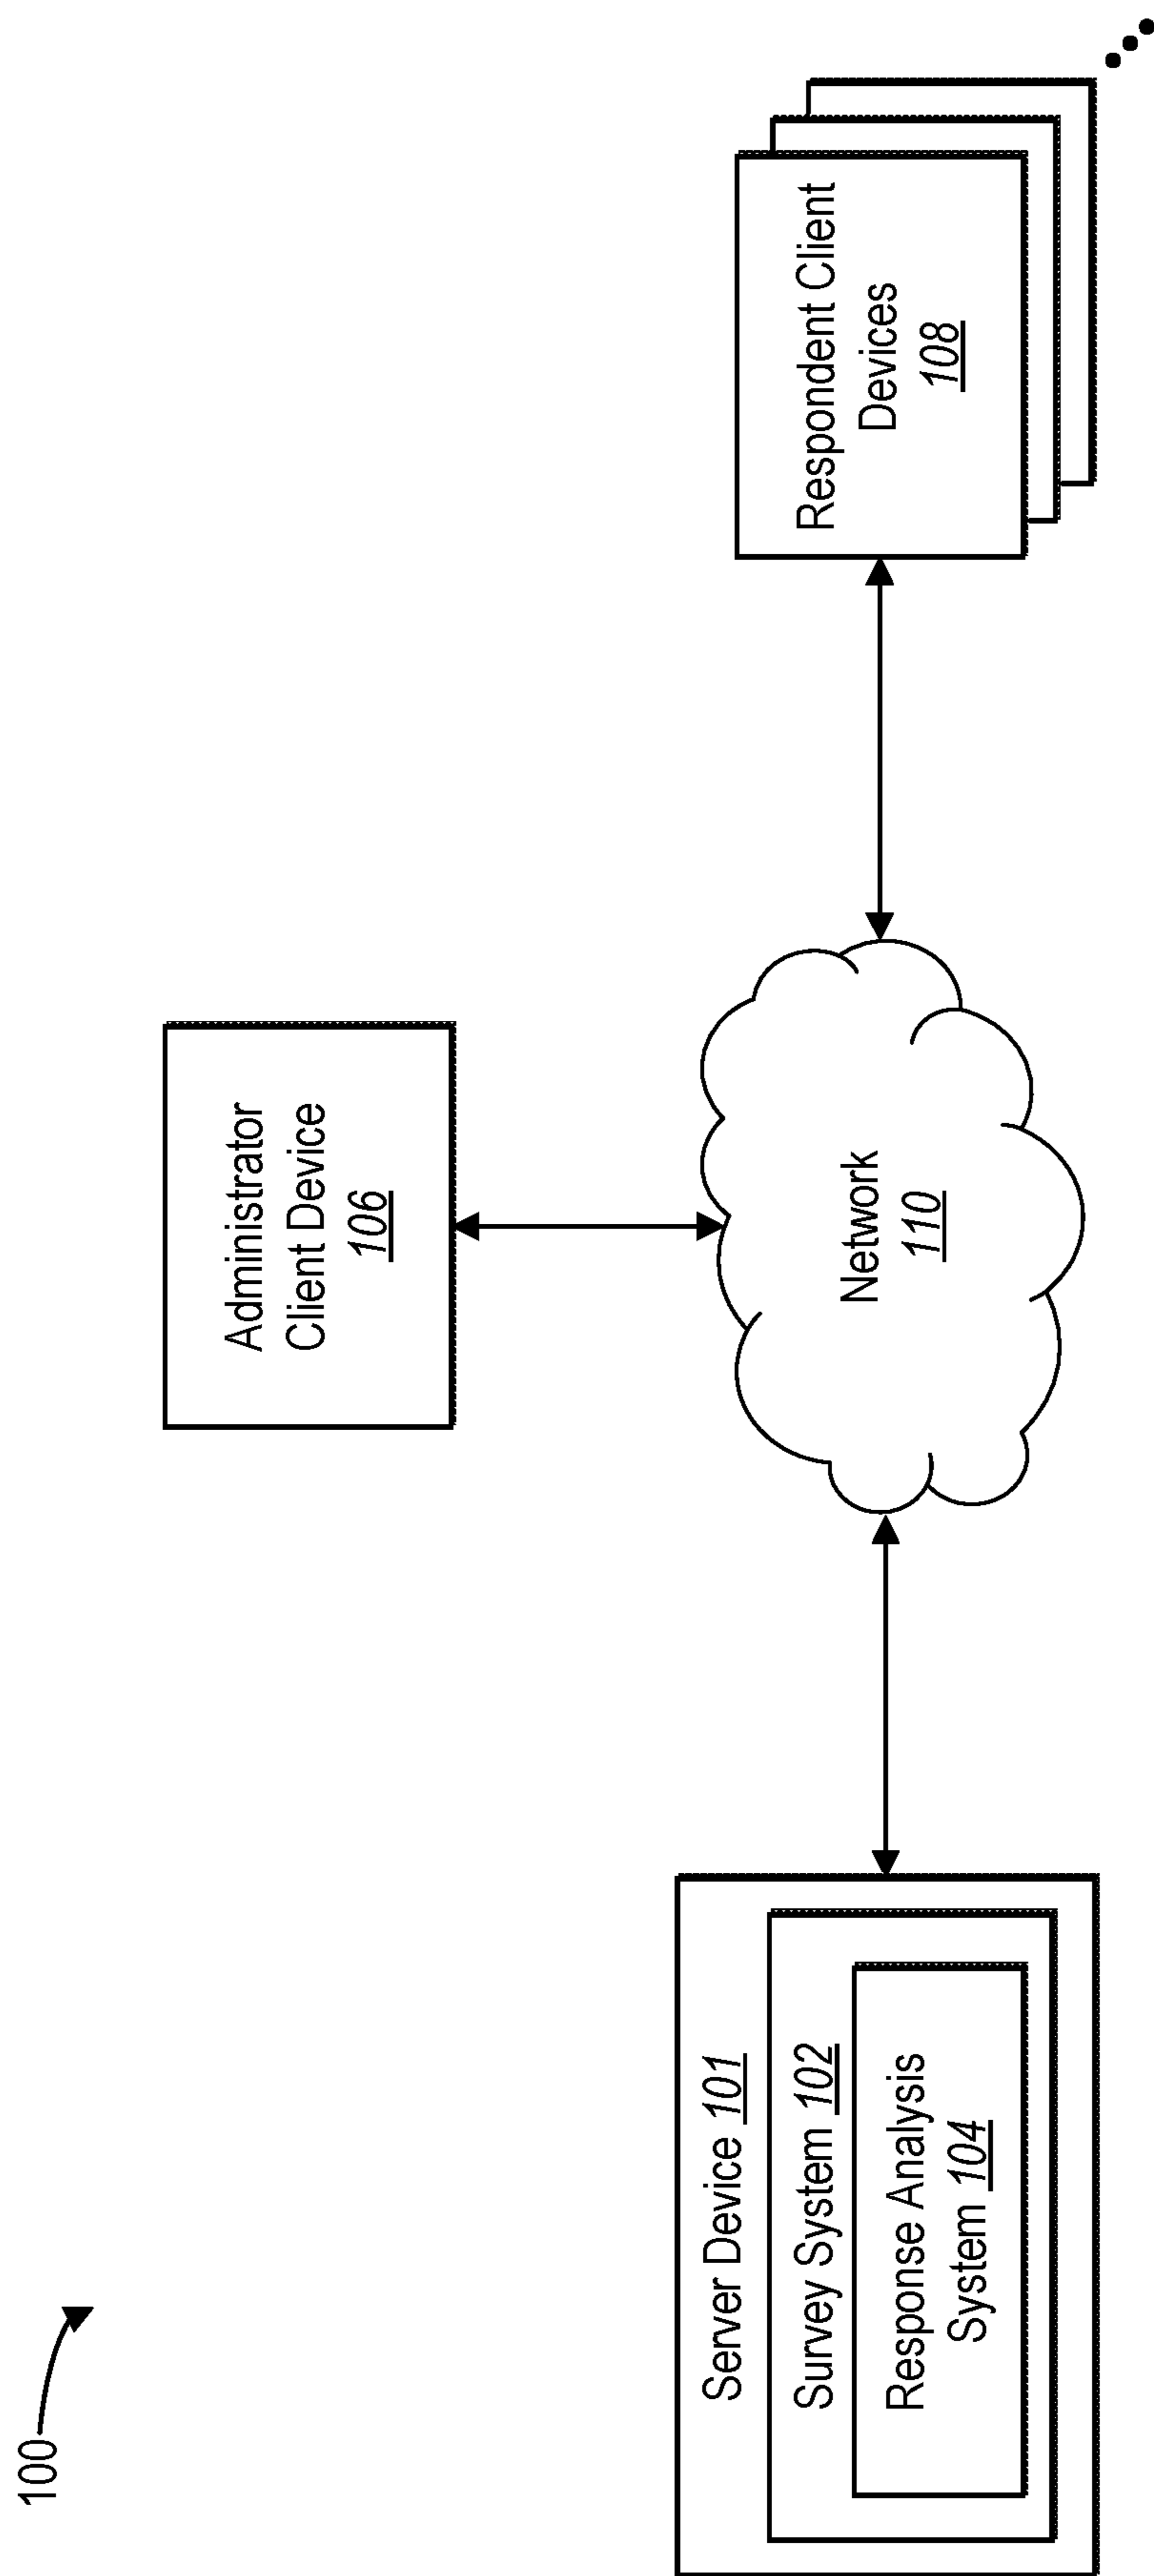 100
Administrator
Client Device
106
Server Device 101
Survey System 102
Response Analysis
System 104
Network
110
Respondent Client
Devices
108